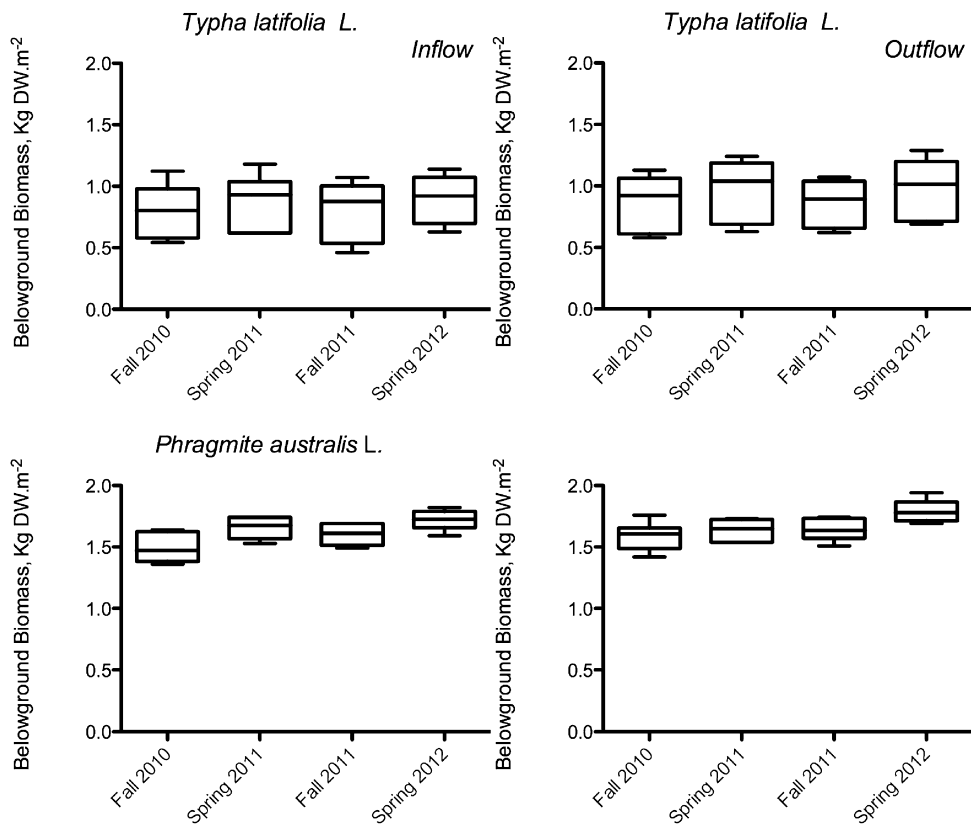 Typha latifolia L.
Inflow
Belowground Biomass, Kg DW.m-2
2.0
1.5
1.0
0.5
0.0
Fall 2010
Spring 2011
Fall 2011
Spring 2012
Typha latifolia L.
Outflow
Belowground Biomass, Kg DW.m-2
2.0
1.5
1.0
0.5
0.0
Fall 2010
Spring 2011
Fall 2011
Spring 2012
Phragmite australis L.
Belowground Biomass, Kg DW.m-2
2.0
1.5
1.0
0.5
0.0
Fall 2010
Spring 2011
Fall 2011
Spring 2012
Belowground Biomass, Kg DW.m-2
2.0
1.5
1.0
0.5
0.0
Fall 2010
Spring 2011
Fall 2011
Spring 2012